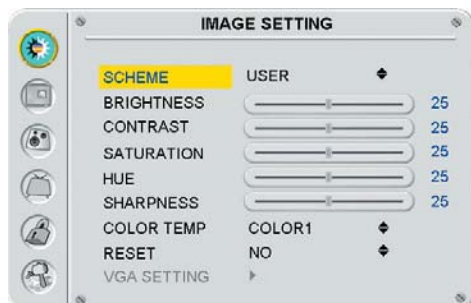 IMAGE SETTING
SCHEME USER
BRIGHTNESS 25
CONTRAST 25
SATURATION 25
HUE 25
SHARPNESS 25
COLOR TEMP COLOR1
RESET NO
VGA SETTING